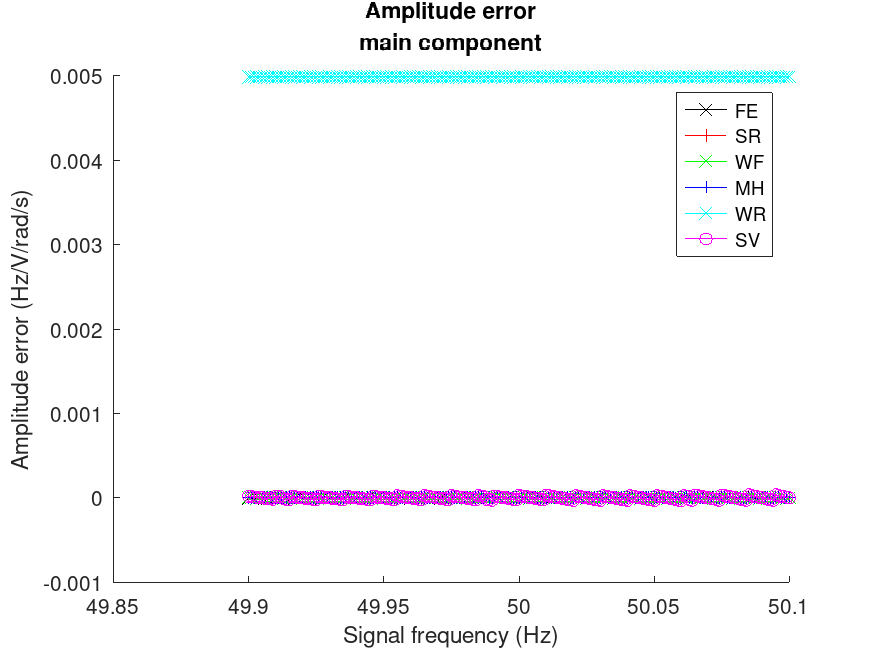 Amplitude error
main component
Amplitude error (Hz/V/rad/s)
0.005
0.004
0.003
0.002
0.001
0
-0.001
FE
SR
WF
MH
WR
SV
49.85
49.9
49.95
50
50.05
50.1
Signal frequency (Hz)